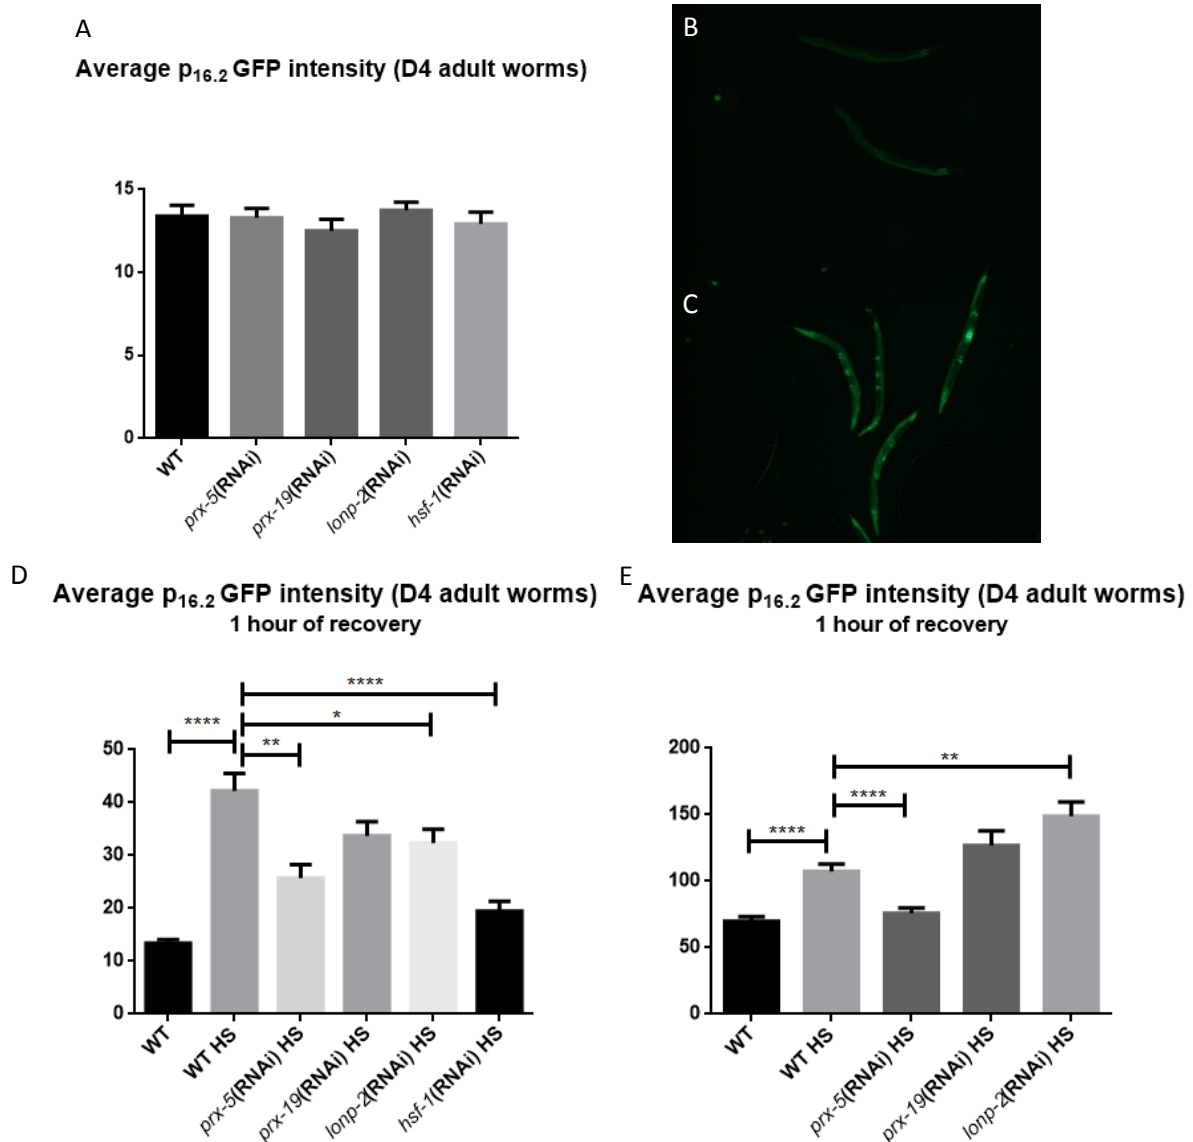 A
Average p16.2 GFP intensity (D4 adult worms)
15
10
5
0
WT
prx-5(RNAi)
prx-19(RNAi)
lonp-2(RNAi)
hsf-1(RNAi)
B
C
D
Average p16.2 GFP intensity (D4 adult worms)
1 hour of recovery
****
*
****
**
50
40
30
20
10
0
WT
WT HS
prx-5(RNAi) HS
prx-19(RNAi) HS
lonp-2(RNAi) HS
hsf-1(RNAi) HS
E
Average p16.2 GFP intensity (D4 adult worms)
1 hour of recovery
**
****
****
200
150
100
50
0
WT
WT HS
prx-5(RNAi) HS
prx-19(RNAi) HS
lonp-2(RNAi) HS